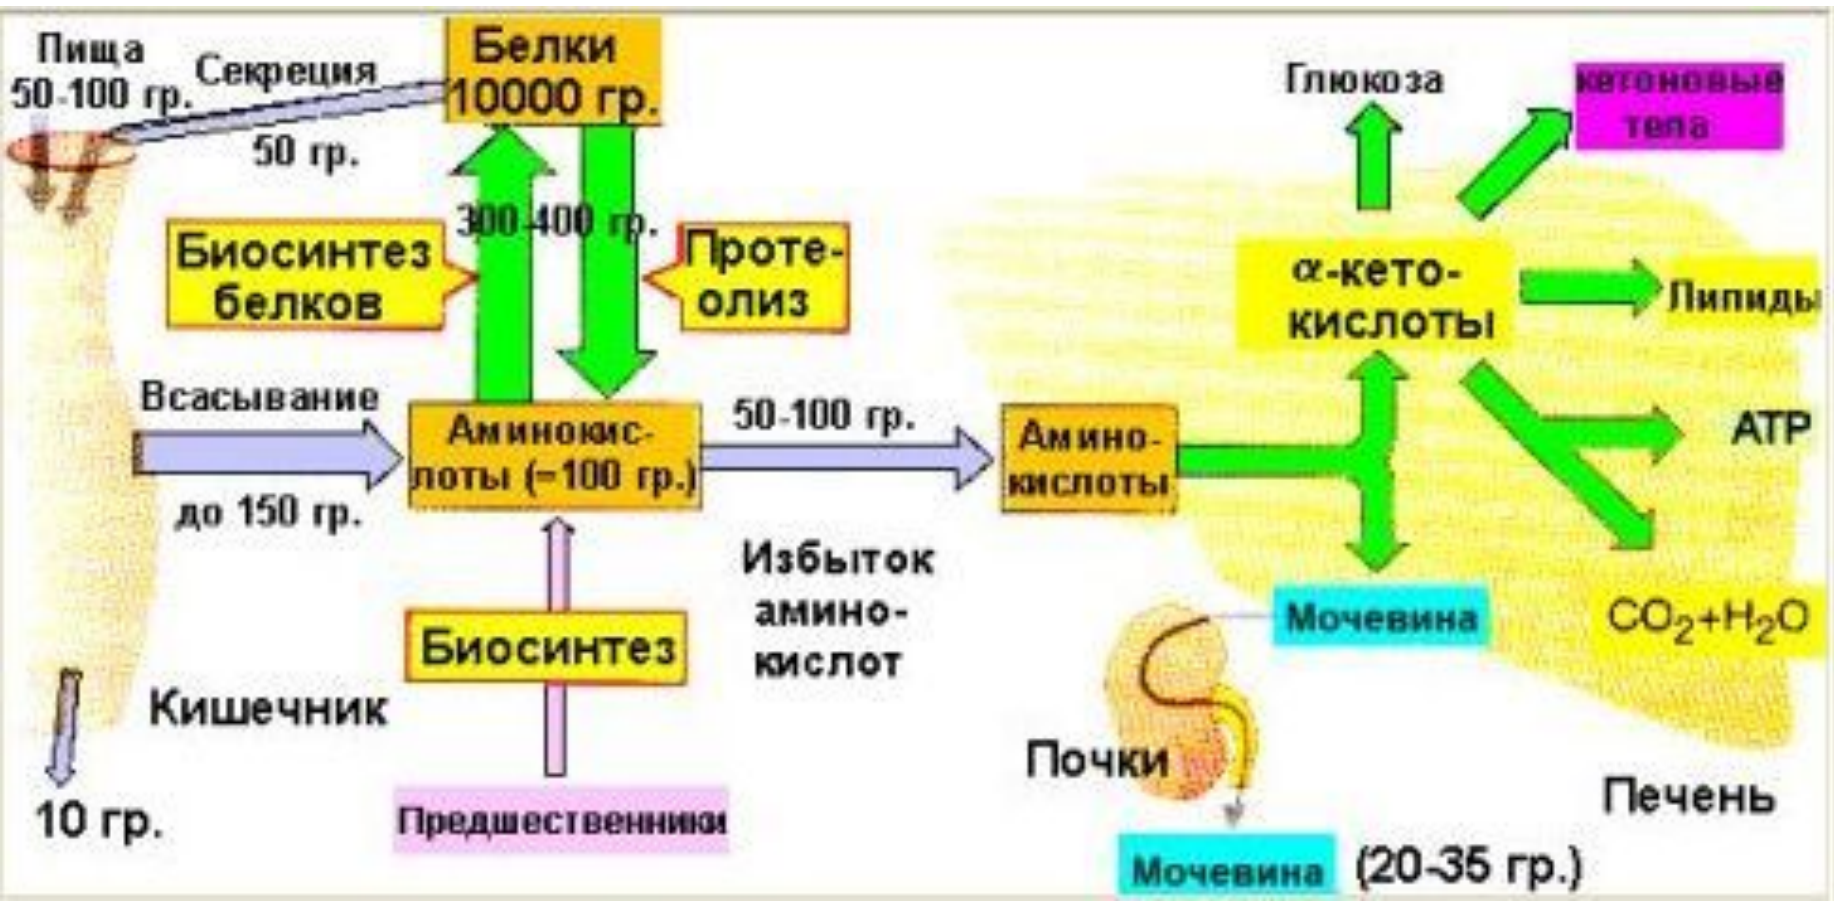 Пища
50-100 гр.
Секреция
50 гр.
Белки
10000 гр.
300-400 гр.
Биосинтез
белков
Проте-
олиз
Всасывание
до 150 гр.
Аминокис-
лоты (=100 гр.)
50-100 гр.
Избыток
амино-
кислот
Биосинтез
Предшественники
Кишечник
10 гр.
Амино-
кислоты
Глюкоза
кетоновые
тела
α-кето-
кислоты
Липиды
АТР
CO₂+H₂O
Мочевина
Почки
Печень
Мочевина (20-35 гр.)